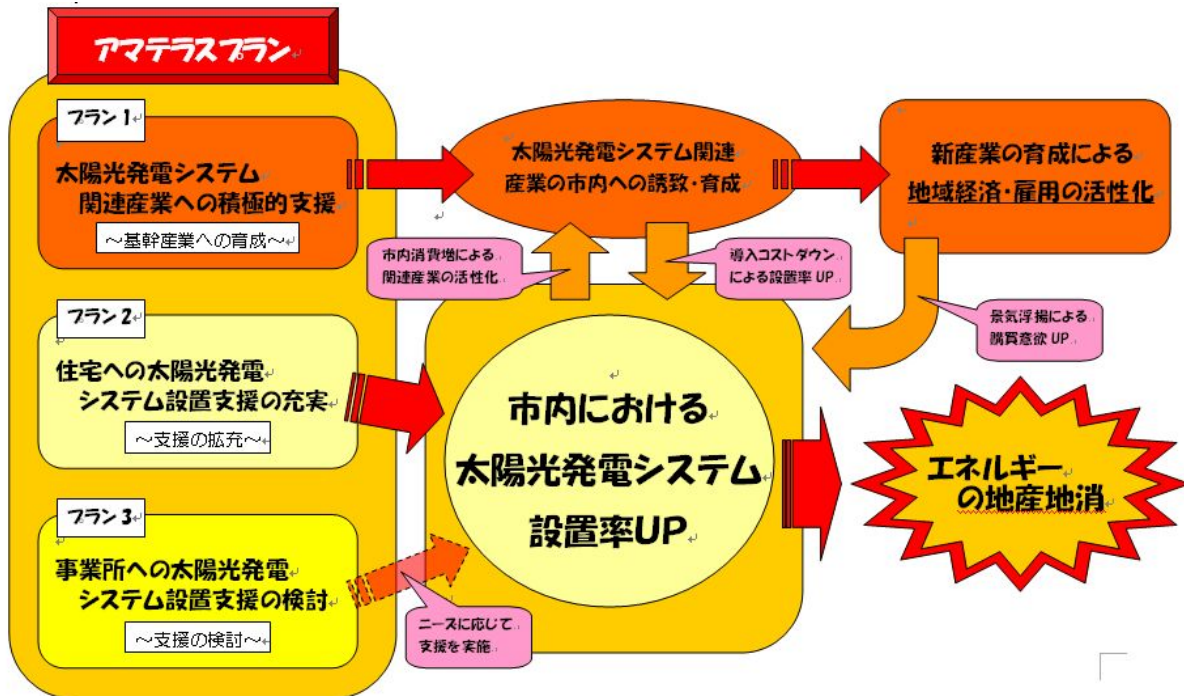 アマテラスプラン
プラン1
太陽光発電システム
関連産業への積極的支援
～基幹産業への育成～
太陽光発電システム関連
産業の市内への誘致・育成
新産業の育成による
地域経済・雇用の活性化
市内消費増による
関連産業の活性化
導入コストダウン
による設置率UP
景気浮揚による
購買意欲UP
プラン2
住宅への太陽光発電
システム設置支援の充実
～支援の拡充～
市内における
太陽光発電システム
設置率UP
エネルギー
の地産地消
プラン3
事業所への太陽光発電
システム設置支援の検討
～支援の検討～
ニーズに応じて
支援を実施